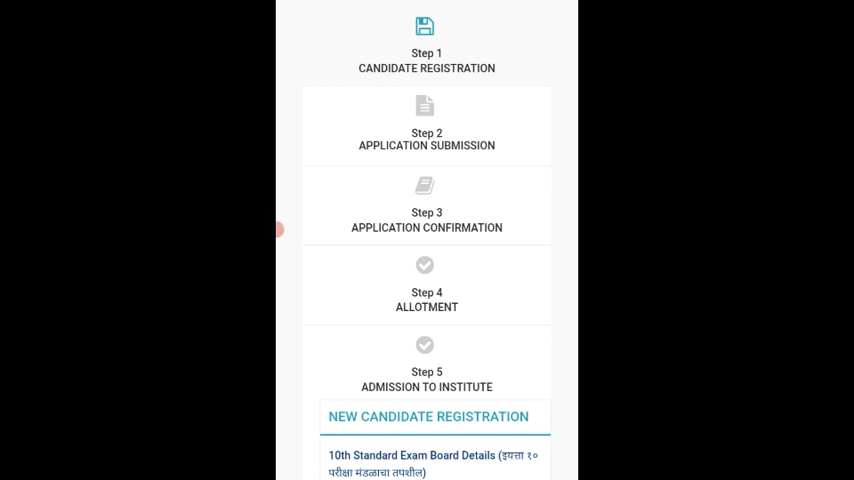 Step 1
CANDIDATE REGISTRATION
Step 2
APPLICATION SUBMISSION
Step 3
APPLICATION CONFIRMATION
Step 4
ALLOTMENT
Step 5
ADMISSION TO INSTITUTE
NEW CANDIDATE REGISTRATION
10th Standard Exam Board Details (इयत्ता १०
परीक्षा मंडळाचा तपशील)